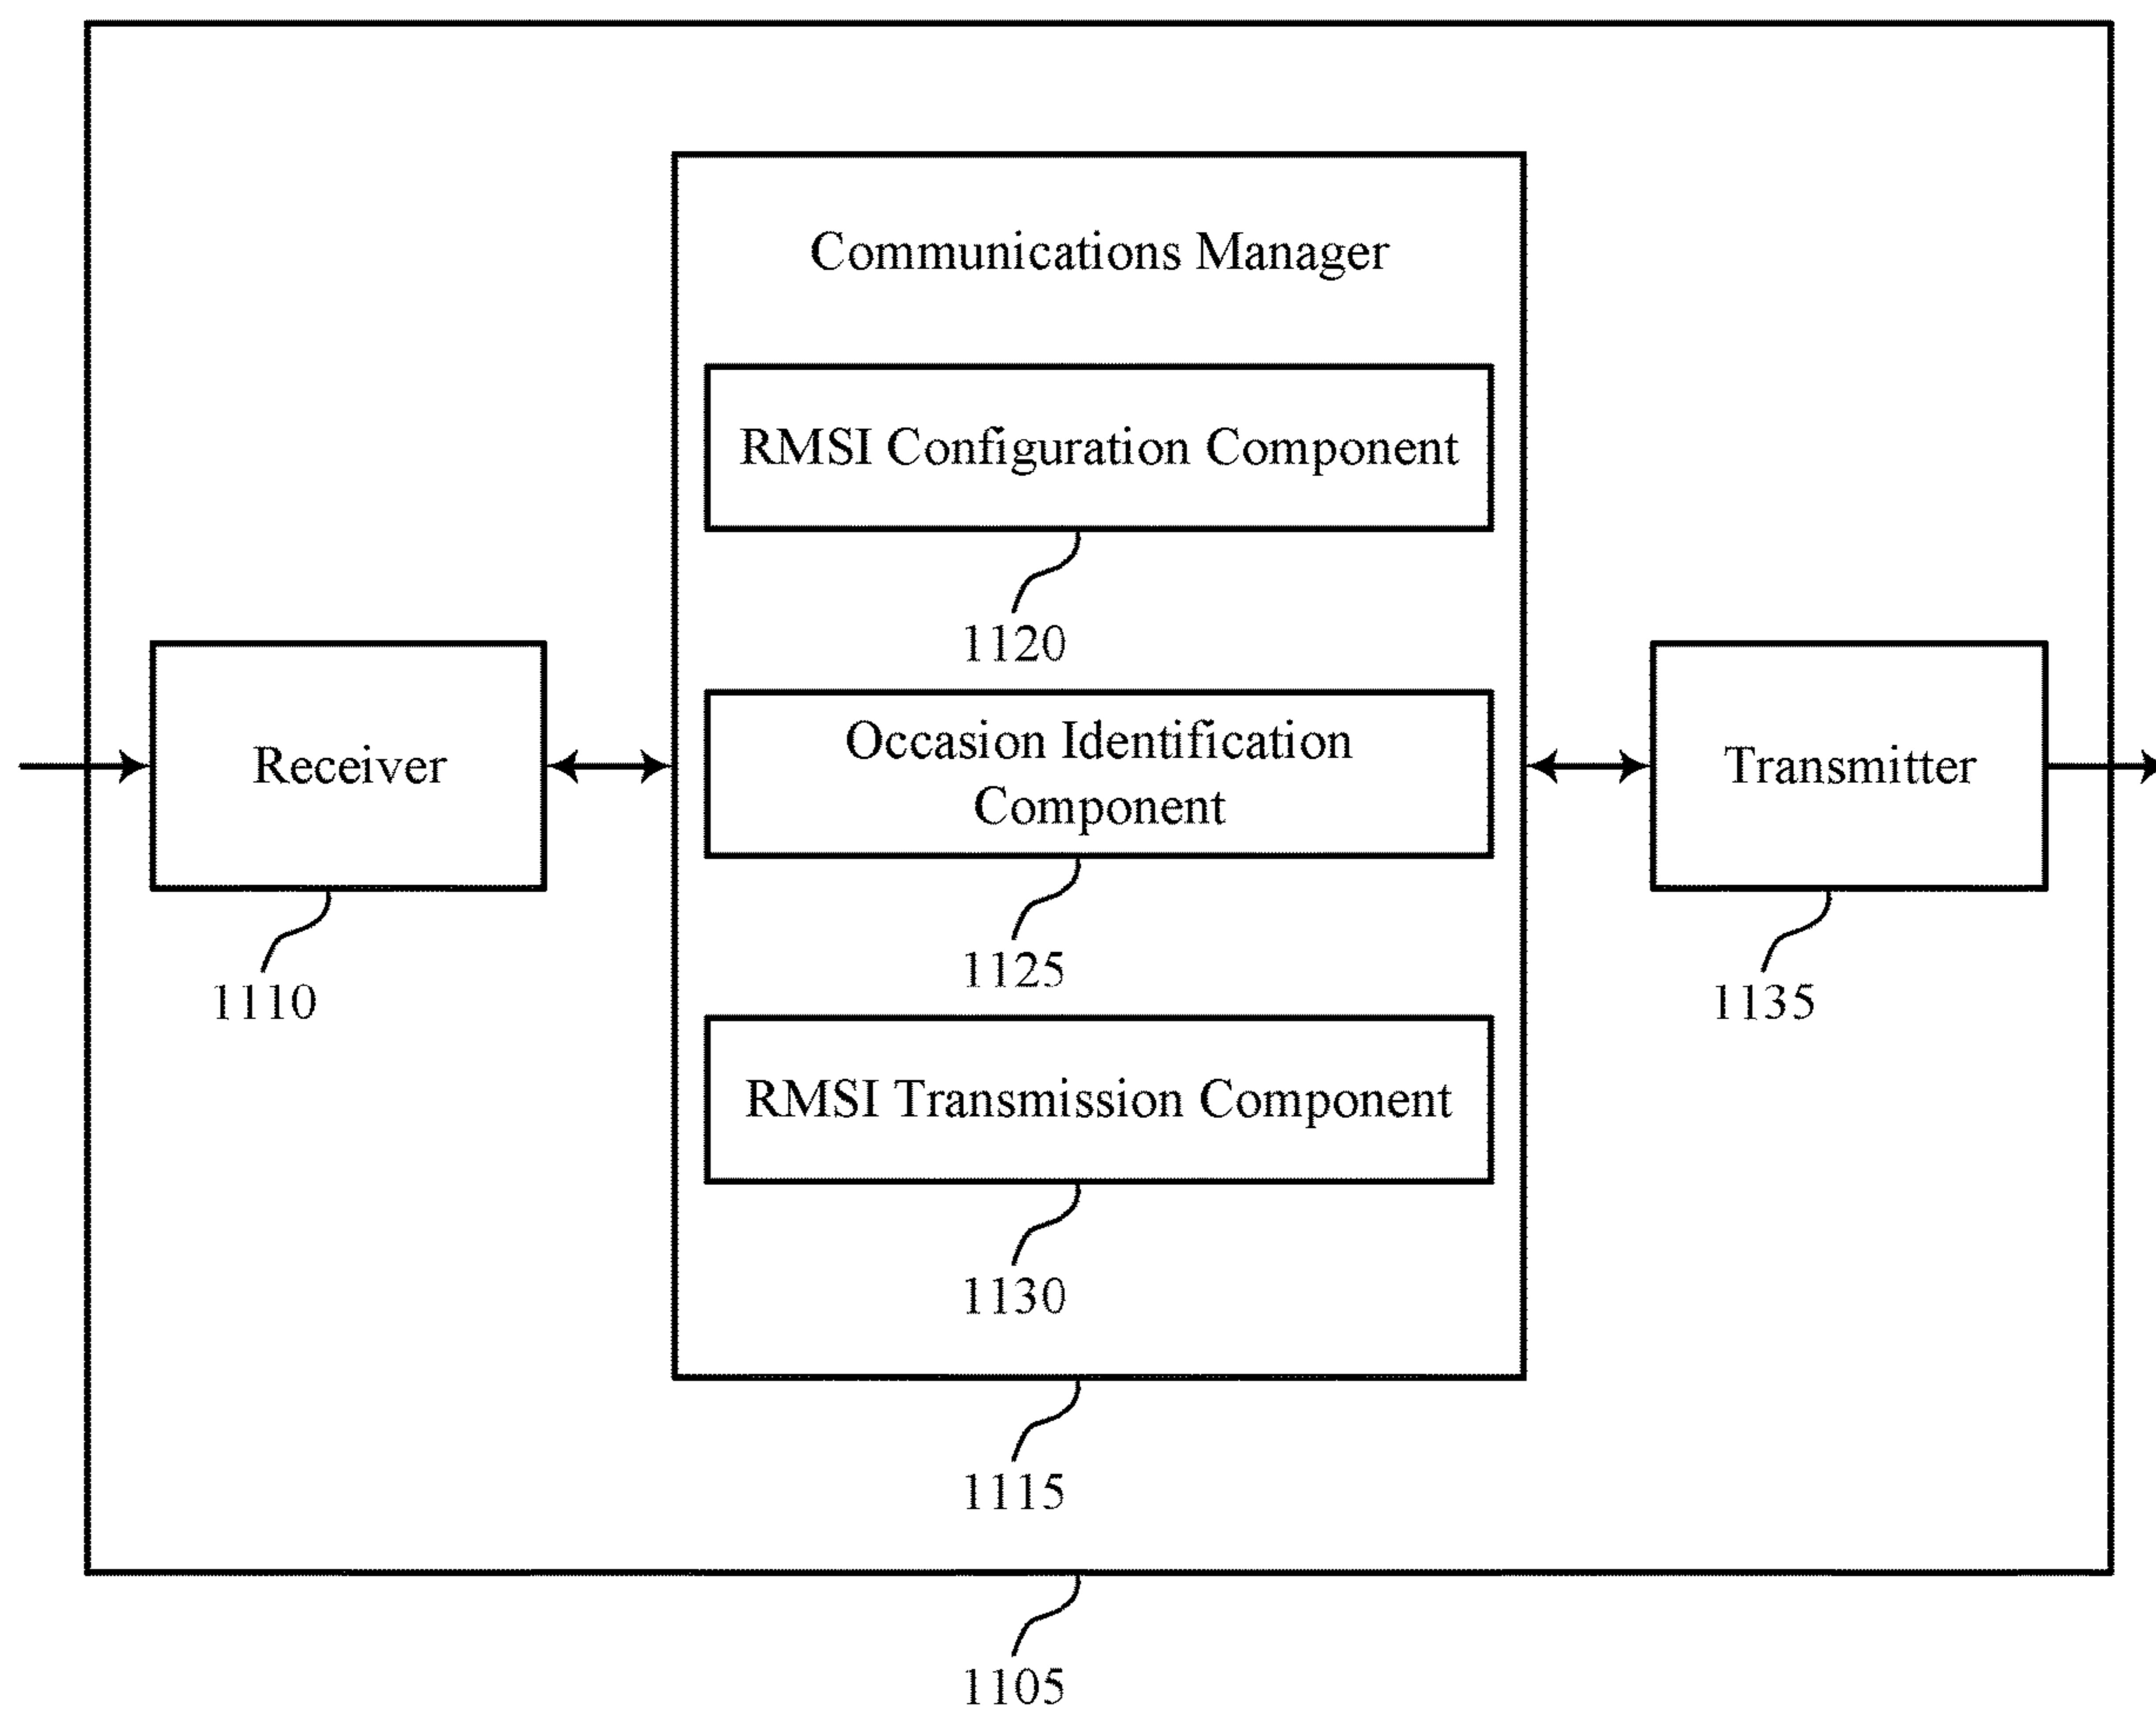 Communications Manager
RMSI Configuration Component
1120
Receiver
1110
Occasion Identification
Component
1125
RMSI Transmission Component
1130
1115
Transmitter
1135
1105